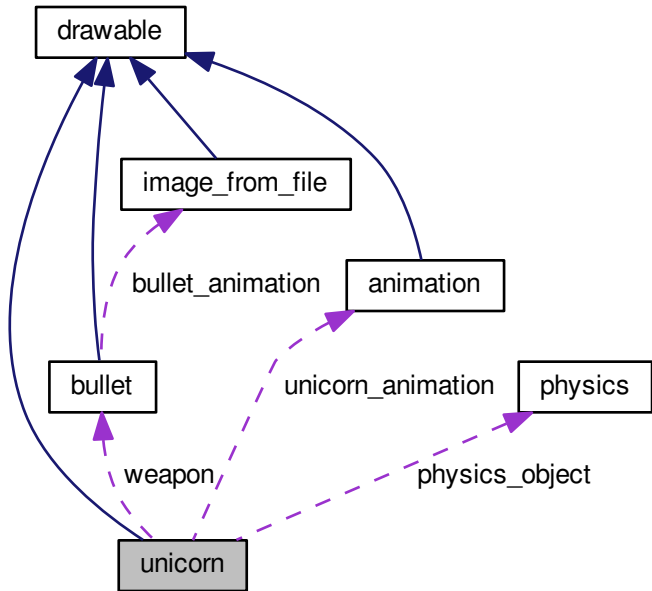 drawable
image_from_file
bullet_animation
animation
bullet
unicorn_animation
physics
weapon
physics_object
unicorn